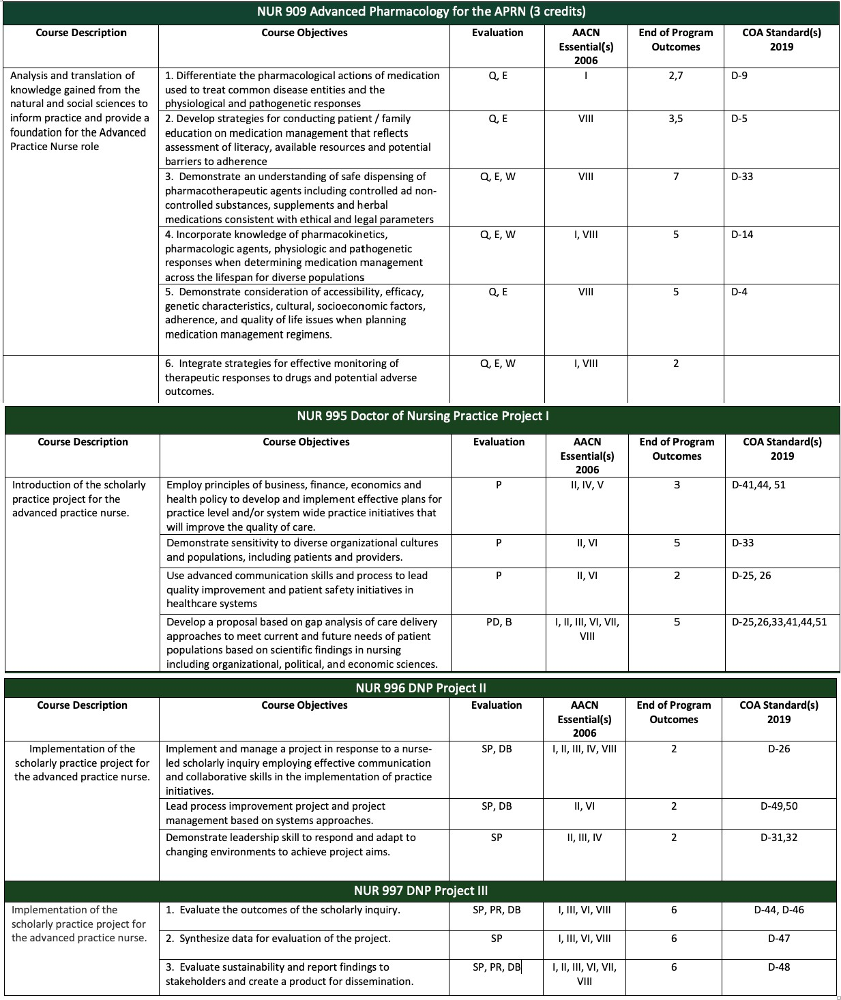 NUR 909 Advanced Pharmacology for the APRN (3 credits)
Course Description
Course Objectives
Evaluation
AACN
Essential(s)
2006
End of Program
Outcomes
COA Standard(s)
2019
Analysis and translation of
knowledge gained from the
natural and social sciences to
inform practice and provide a
foundation for the Advanced
Practice Nurse role
1. Differentiate the pharmacological actions of medication
used to treat common disease entities and the
physiological and pathogenetic responses
Q, E
I
2,7
D-9
2. Develop strategies for conducting patient / family
education on medication management that reflects
assessment of literacy, available resources and potential
barriers to adherence
Q, E
VIII
3,5
D-5
3. Demonstrate an understanding of safe dispensing of
pharmacotherapeutic agents including controlled ad non-
controlled substances, supplements and herbal
medications consistent with ethical and legal parameters
Q, E, W
VIII
7
D-33
4. Incorporate knowledge of pharmacokinetics,
pharmacologic agents, physiologic and pathogenetic
responses when determining medication management
across the lifespan for diverse populations
Q, E, W
I, VIII
5
D-14
5. Demonstrate consideration of accessibility, efficacy,
genetic characteristics, cultural, socioeconomic factors,
adherence, and quality of life issues when planning
medication management regimens.
Q, E
VIII
5
D-4
6. Integrate strategies for effective monitoring of
therapeutic responses to drugs and potential adverse
outcomes.
Q, E, W
I, VIII
2
NUR 995 Doctor of Nursing Practice Project I
Course Description
Course Objectives
Evaluation
AACN
Essential(s)
2006
End of Program
Outcomes
COA Standard(s)
2019
Introduction of the scholarly
practice project for the
advanced practice nurse.
Employ principles of business, finance, economics and
health policy to develop and implement effective plans for
practice level and/or system wide practice initiatives that
will improve the quality of care.
P
II, IV, V
3
D-41,44, 51
Demonstrate sensitivity to diverse organizational cultures
and populations, including patients and providers.
P
II, VI
5
D-33
Use advanced communication skills and process to lead
quality improvement and patient safety initiatives in
healthcare systems
P
II, VI
2
D-25, 26
Develop a proposal based on gap analysis of care delivery
approaches to meet current and future needs of patient
populations based on scientific findings in nursing
including organizational, political, and economic sciences.
PD, B
I, II, III, VI, VII,
VIII
5
D-25,26,33,41,44,51
NUR 996 DNP Project II
Course Description
Course Objectives
Evaluation
AACN
Essential(s)
2006
End of Program
Outcomes
COA Standard(s)
2019
Implementation of the
scholarly practice project for
the advanced practice nurse.
Implement and manage a project in response to a nurse-
led scholarly inquiry employing effective communication
and collaborative skills in the implementation of practice
initiatives.
SP, DB
I, II, III, IV, VIII
2
D-26
Lead process improvement project and project
management based on systems approaches.
SP, DB
II, VI
2
D-49,50
Demonstrate leadership skill to respond and adapt to
changing environments to achieve project aims.
SP
II, III, IV
2
D-31,32
NUR 997 DNP Project III
Implementation of the
scholarly practice project for
the advanced practice nurse.
1. Evaluate the outcomes of the scholarly inquiry.
SP, PR, DB
I, III, VI, VIII
6
D-44, D-46
2. Synthesize data for evaluation of the project.
SP
I, III, VI, VIII
6
D-47
3. Evaluate sustainability and report findings to
stakeholders and create a product for dissemination.
SP, PR, DB
I, II, III, VI, VII,
VIII
6
D-48